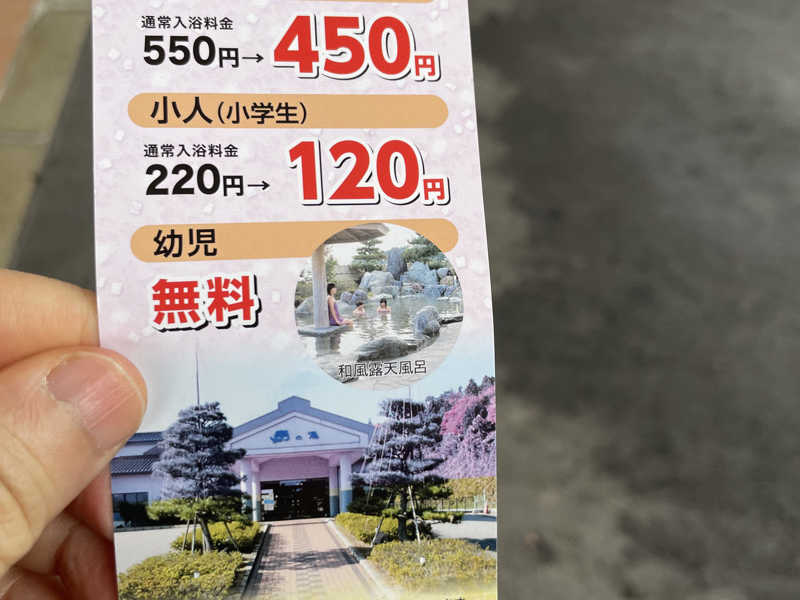 通常入浴料金
550円→450円
小人(小学生)
通常入浴料金
220円→120円
幼児
無料
和風露天風呂